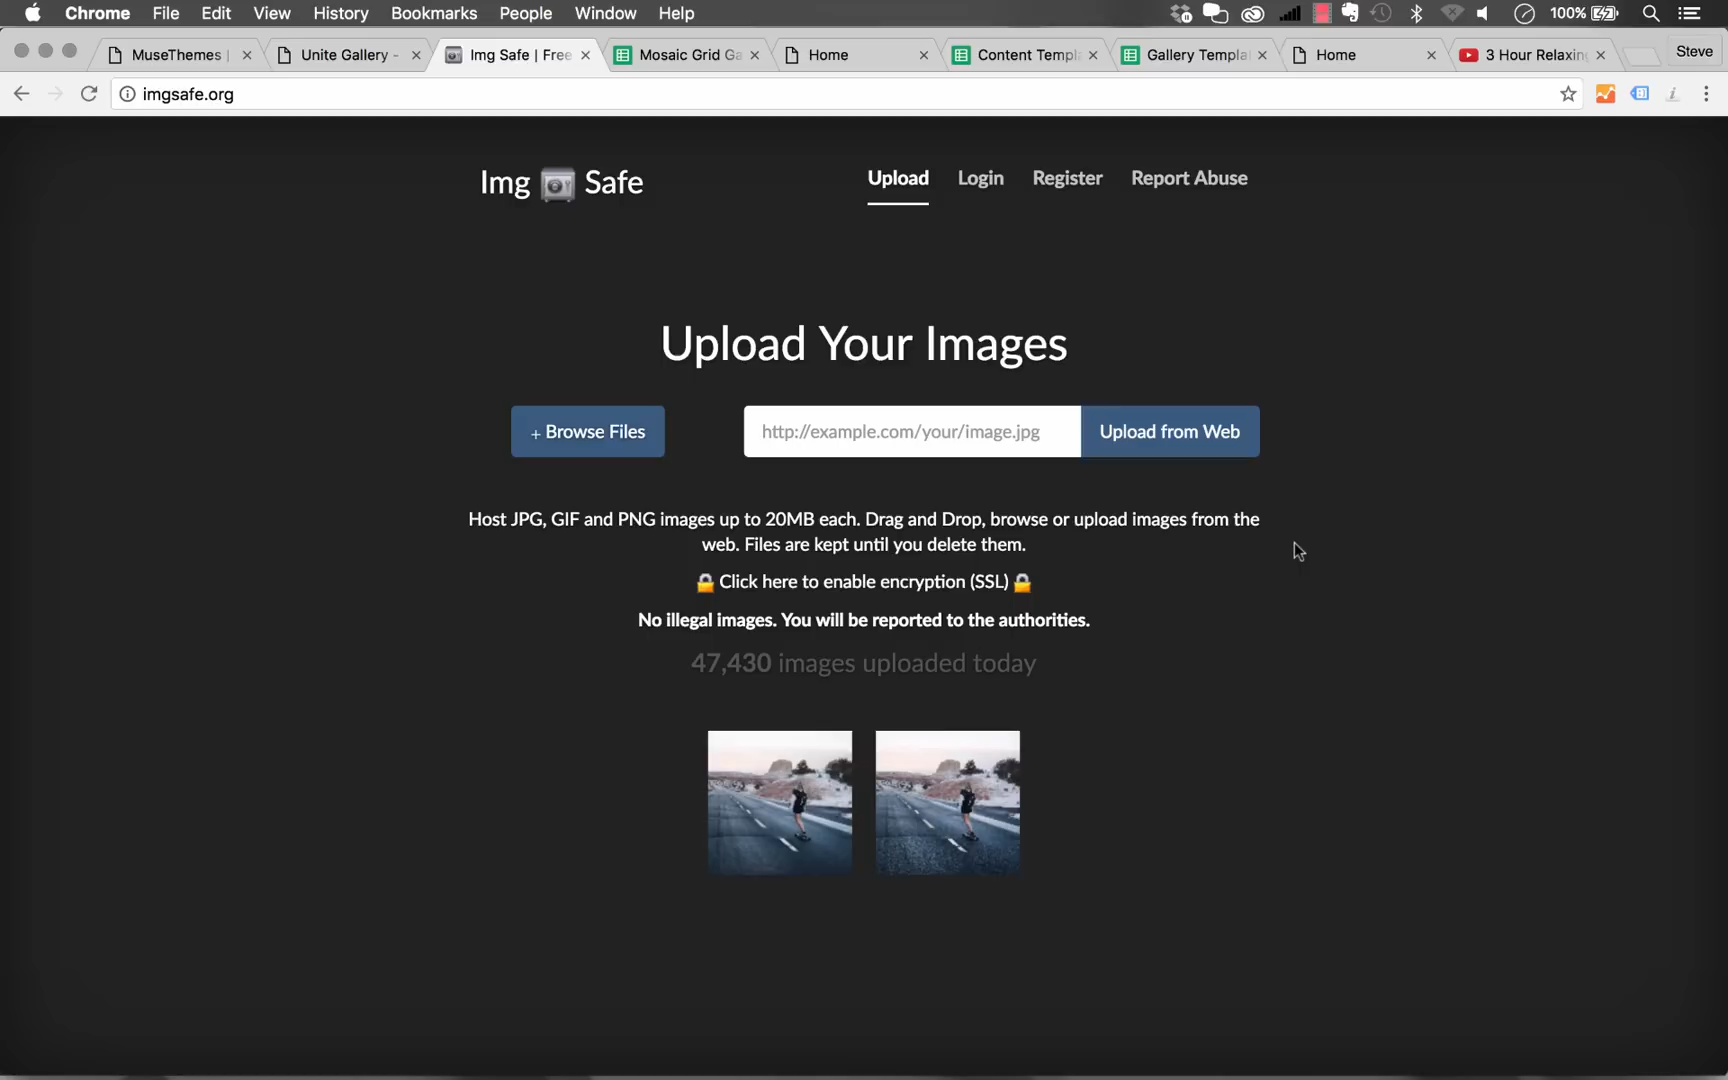 Chrome File Edit View History Bookmarks People Window Help 100%
MuseThemes | Unite Gallery - Img Safe | Free Mosaic Grid Ga Home Content Templa Gallery Templa Home 3 Hour Relaxin Steve
imgsafe.org
Img Safe Upload Login Register Report Abuse
Upload Your Images
+ Browse Files http://example.com/your/image.jpg Upload from Web
Host JPG, GIF and PNG images up to 20MB each. Drag and Drop, browse or upload images from the
web. Files are kept until you delete them.
Click here to enable encryption (SSL)
No illegal images. You will be reported to the authorities.
47,430 images uploaded today